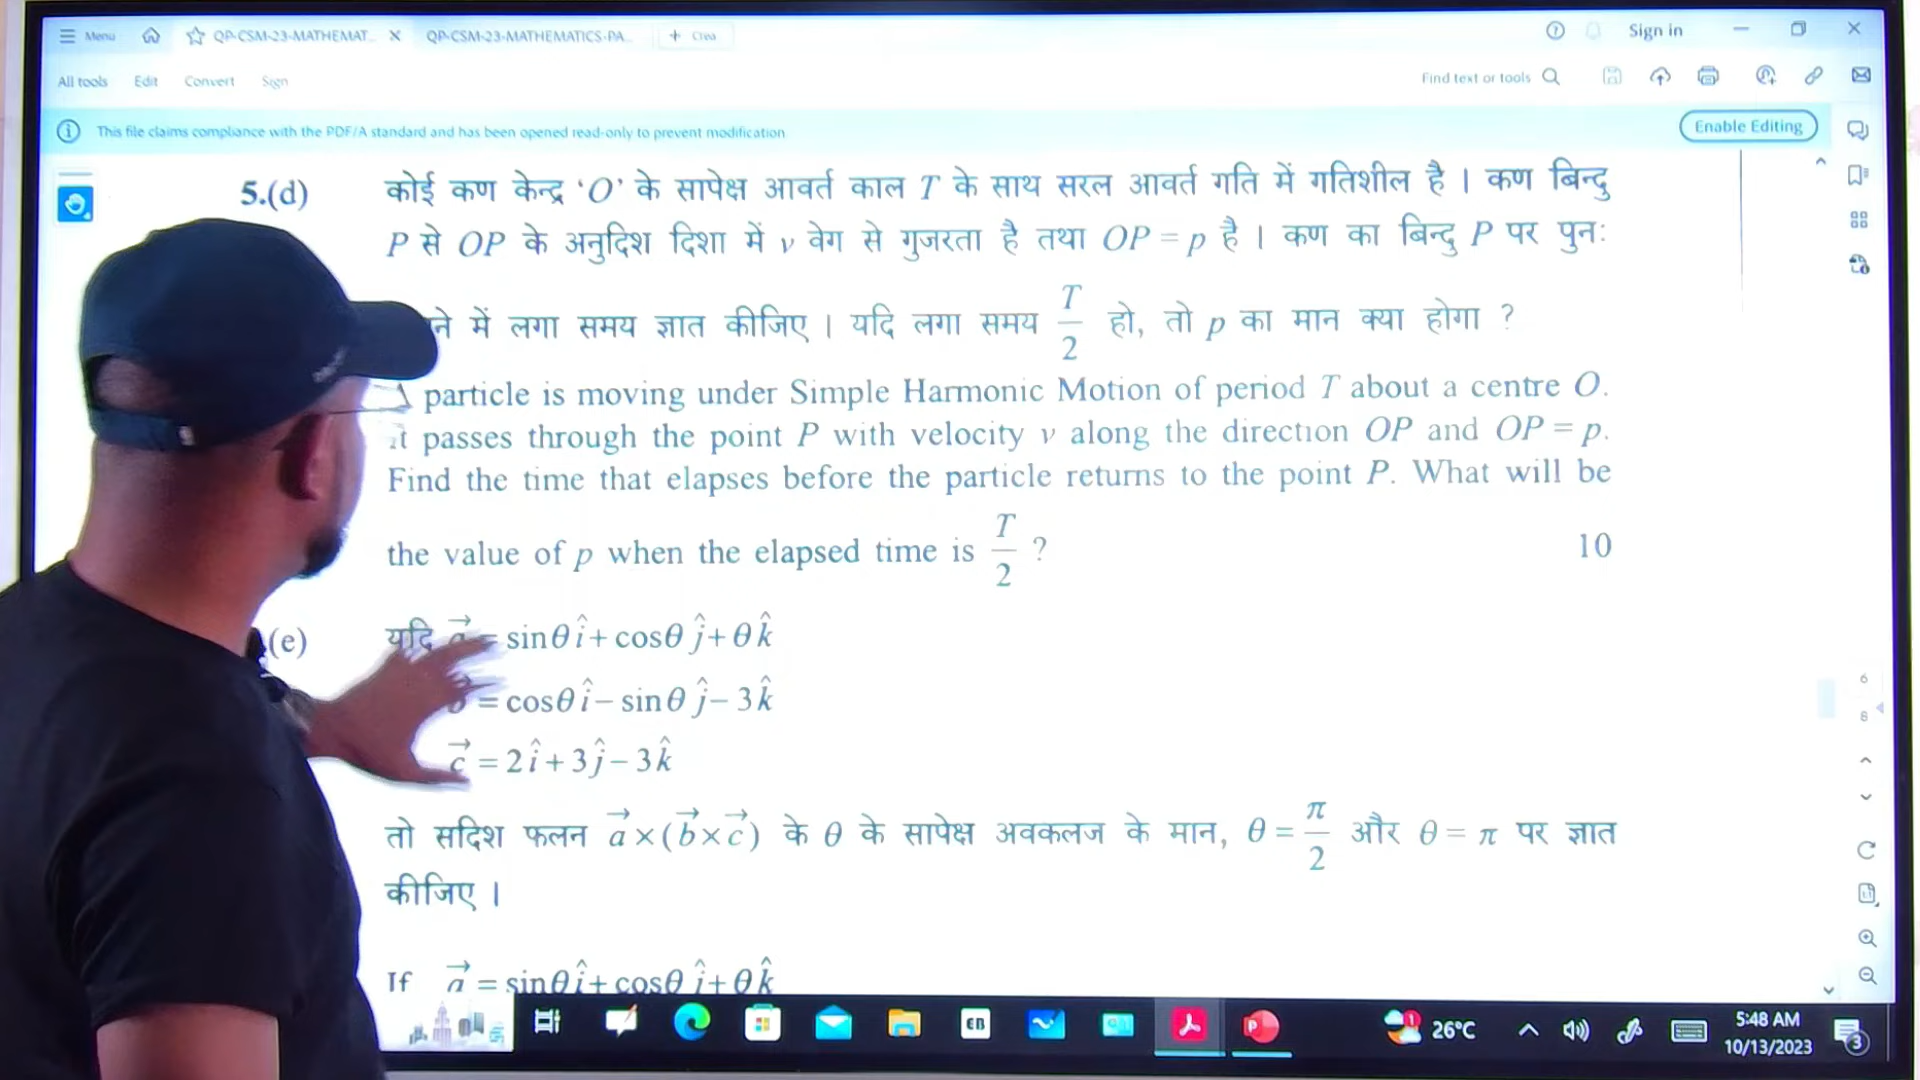 Menu QP-CSM-23-MATHEMAT... QP-CSM-23-MATHEMATICS-PA... + Crea Sign in
All tools Edit Convert Sign Find text or tools
This file claims compliance with the PDF/A standard and has been opened read-only to prevent modification Enable Editing
5.(d) कोई कण केन्द्र ‘O’ के सापेक्ष आवर्त काल T के साथ सरल आवर्त गति में गतिशील है । कण बिन्दु
P से OP के अनुदिश दिशा में v वेग से गुजरता है तथा OP = p है । कण का बिन्दु P पर पुनः
में लगा समय ज्ञात कीजिए । यदि लगा समय T/2 हो, तो p का मान क्या होगा ?
particle is moving under Simple Harmonic Motion of period T about a centre O.
It passes through the point P with velocity v along the direction OP and OP = p.
Find the time that elapses before the particle returns to the point P. What will be
the value of p when the elapsed time is T/2 ? 10
(e) यदि a⃗ = sinθ î + cosθ ĵ + θ k̂
= cosθ î – sinθ ĵ – 3k̂
c⃗ = 2î + 3ĵ – 3k̂
तो सदिश फलन a⃗ × (b⃗ × c⃗) के θ के सापेक्ष अवकलज के मान, θ = π/2 और θ = π पर ज्ञात
कीजिए ।
If a⃗ = sinθ î + cosθ ĵ + θ k̂
6
8
26°C 5:48 AM
10/13/2023 3